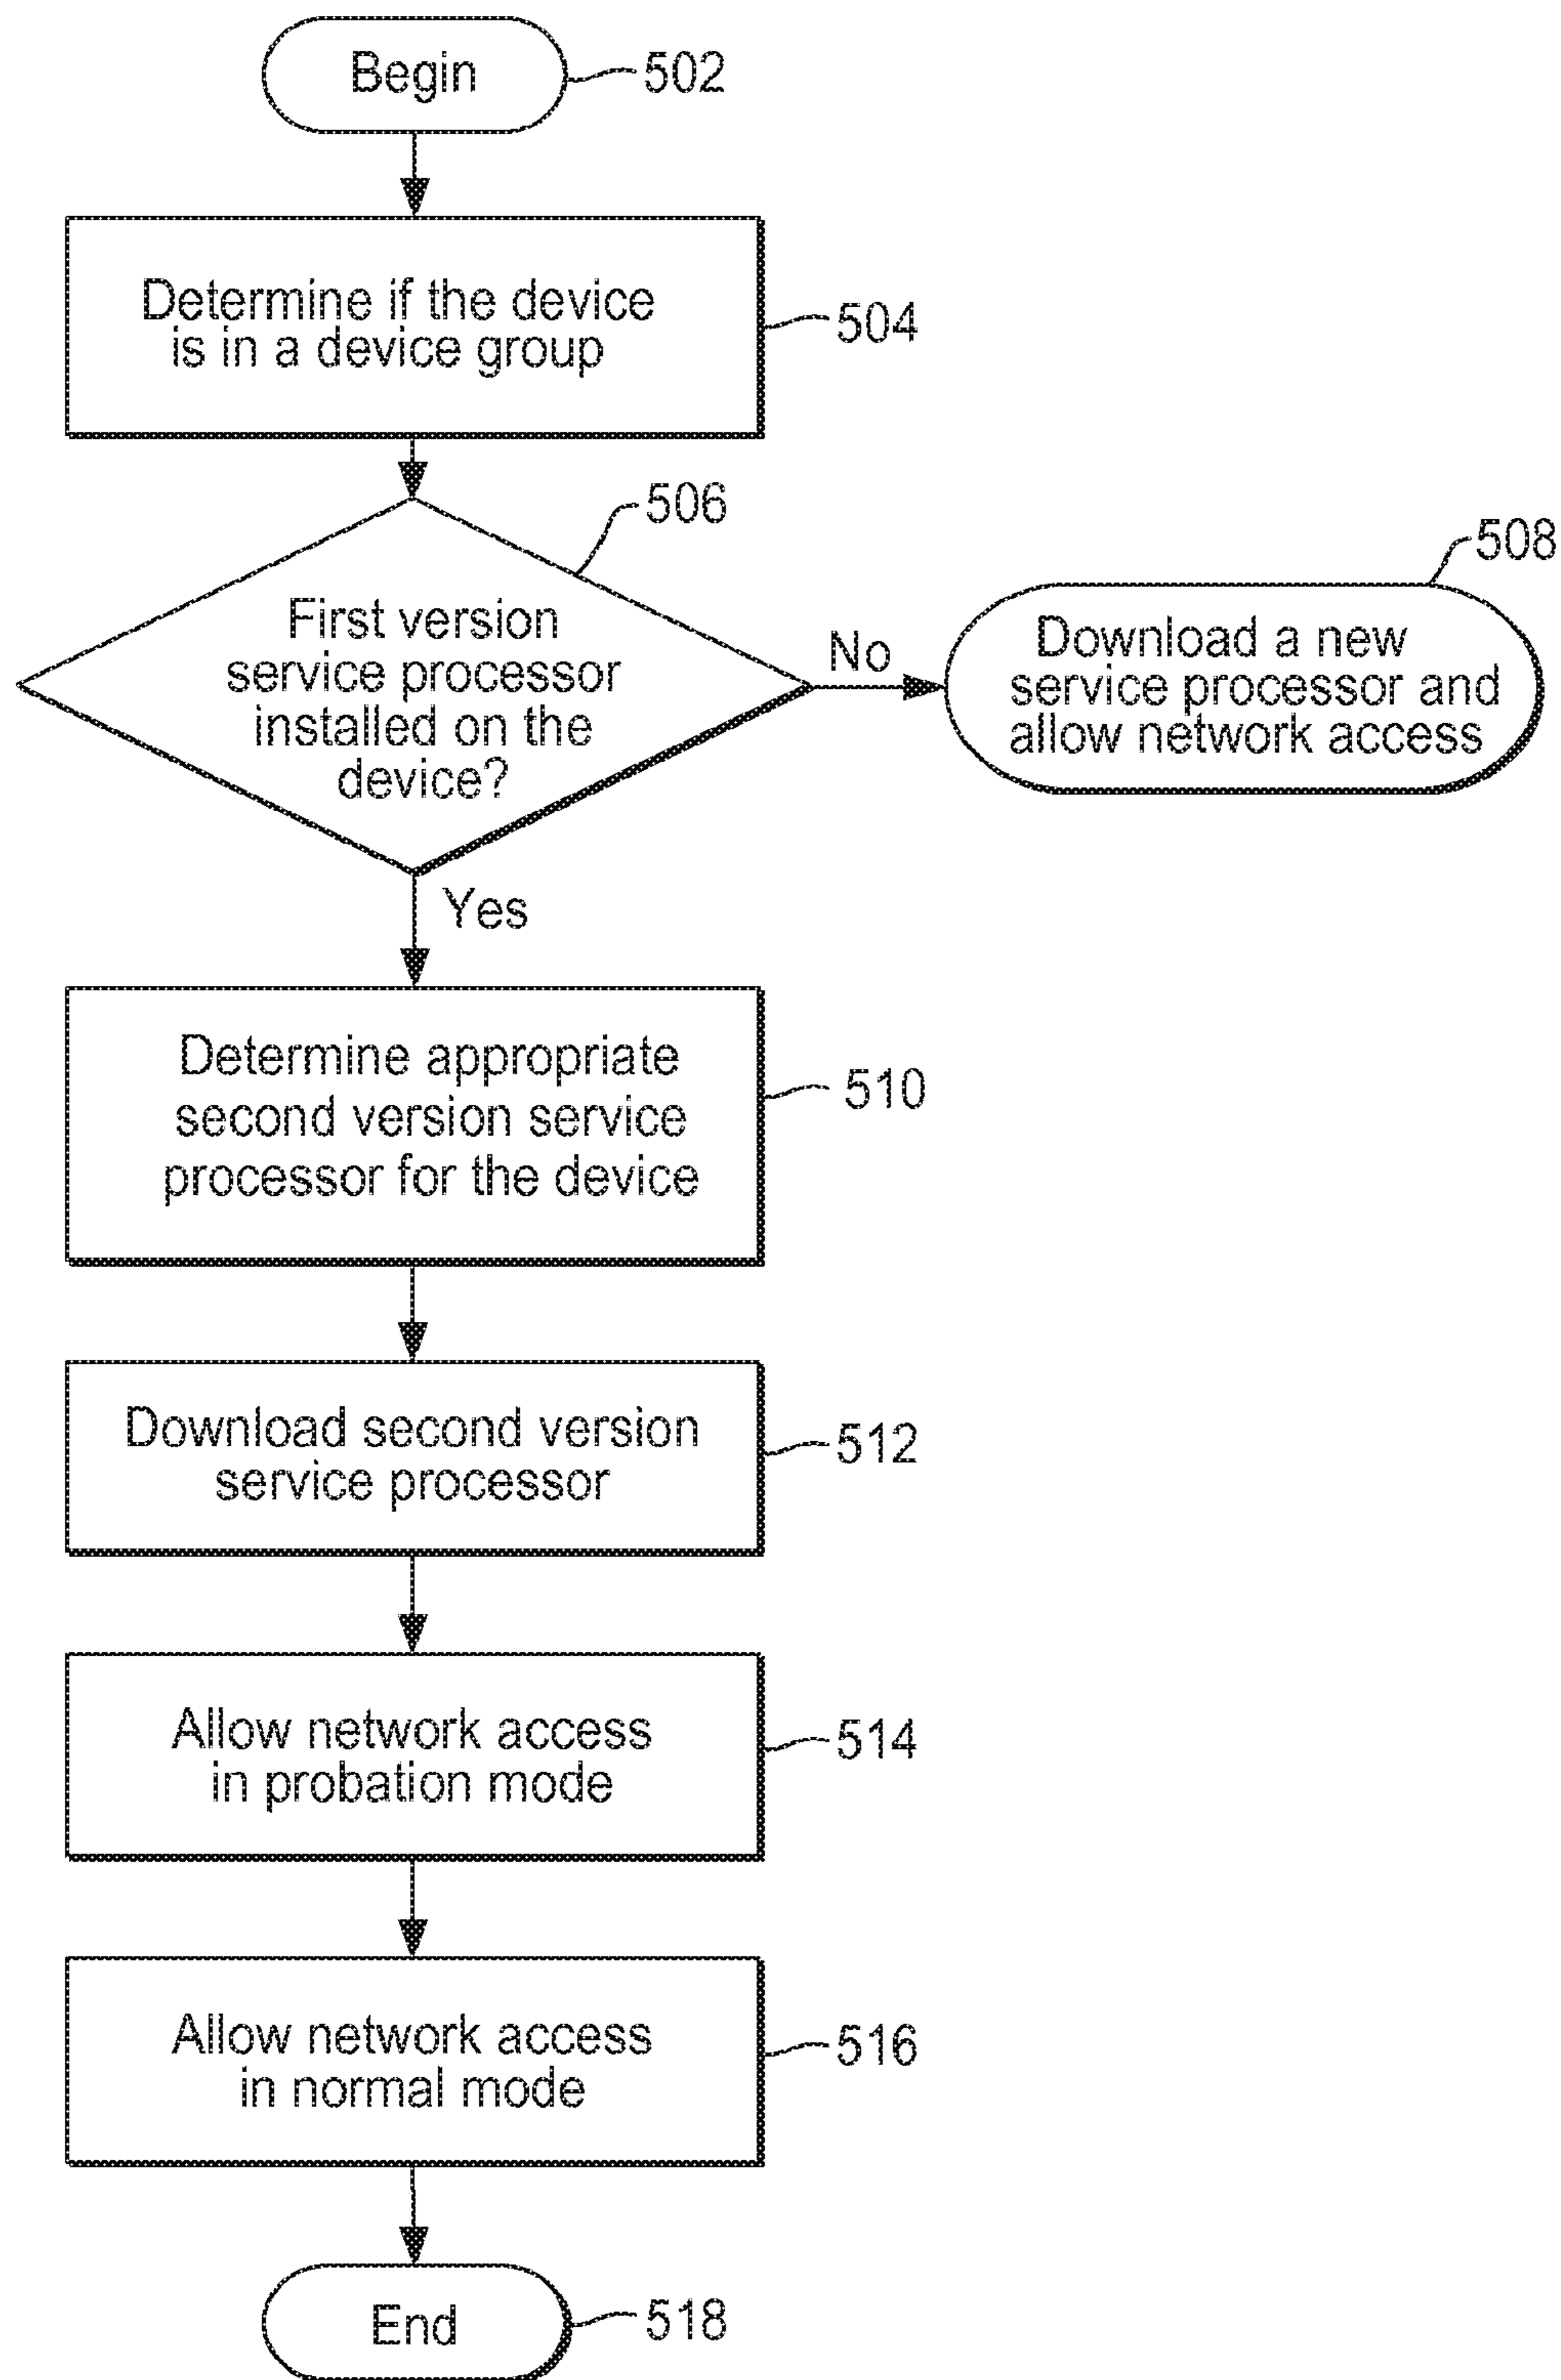 Begin
502
Determine if the device
is in a device group
504
506
First version
service processor
installed on the
device?
No
508
Download a new
service processor and
allow network access
Yes
Determine appropriate
second version service
processor for the device
510
Download second version
service processor
512
Allow network access
in probation mode
514
Allow network access
in normal mode
516
End
518